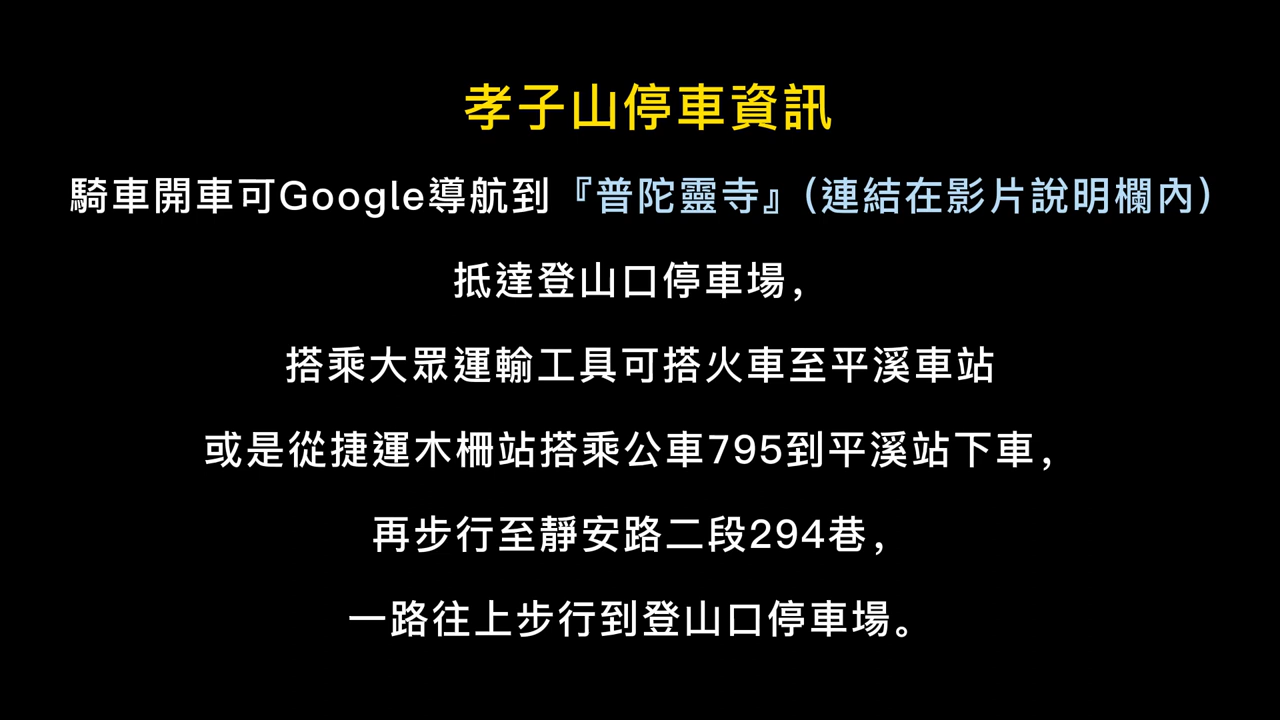 孝子山停車資訊
騎車開車可Google導航到『普陀靈寺』(連結在影片說明欄內)
抵達登山口停車場，
搭乘大眾運輸工具可搭火車至平溪車站
或是從捷運木柵站搭乘公車795到平溪站下車，
再步行至靜安路二段294巷，
一路往上步行到登山口停車場。